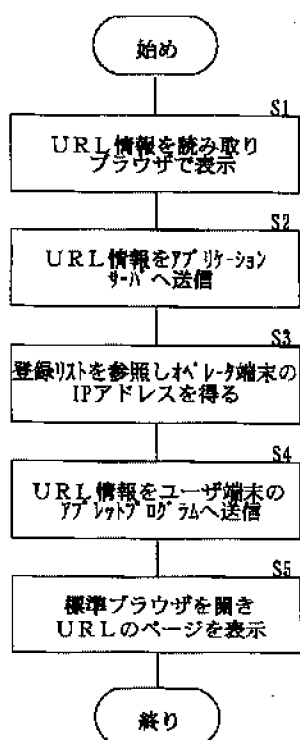 始め
S1
URL情報を読み取り
ブラウザで表示
S2
URL情報をｱﾌﾟﾘｹｰｼｮﾝ
ｻｰﾊﾞへ送信
S3
登録ﾘｽﾄを参照しｵﾍﾟﾚｰﾀ端末の
IPアドレスを得る
S4
URL情報をユーザ端末の
ｱﾌﾟﾚｯﾄﾌﾟﾛｸﾞﾗﾑへ送信
S5
標準ブラウザを開き
URLのページを表示
終り